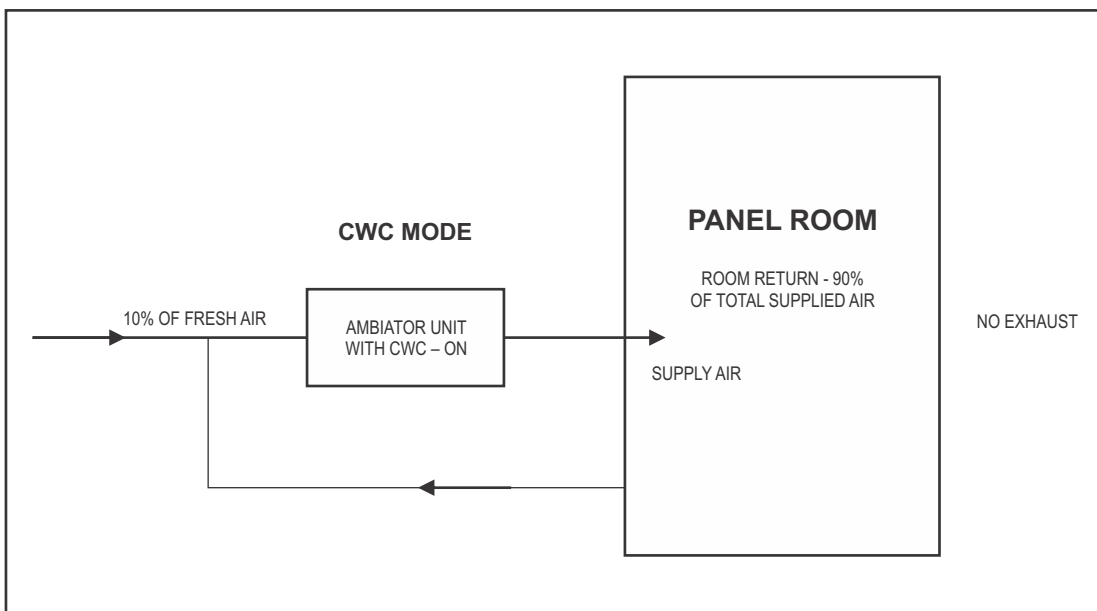 CWC MODE
10% OF FRESH AIR
AMBIATOR UNIT
WITH CWC – ON
PANEL ROOM
ROOM RETURN - 90%
OF TOTAL SUPPLIED AIR
SUPPLY AIR
NO EXHAUST